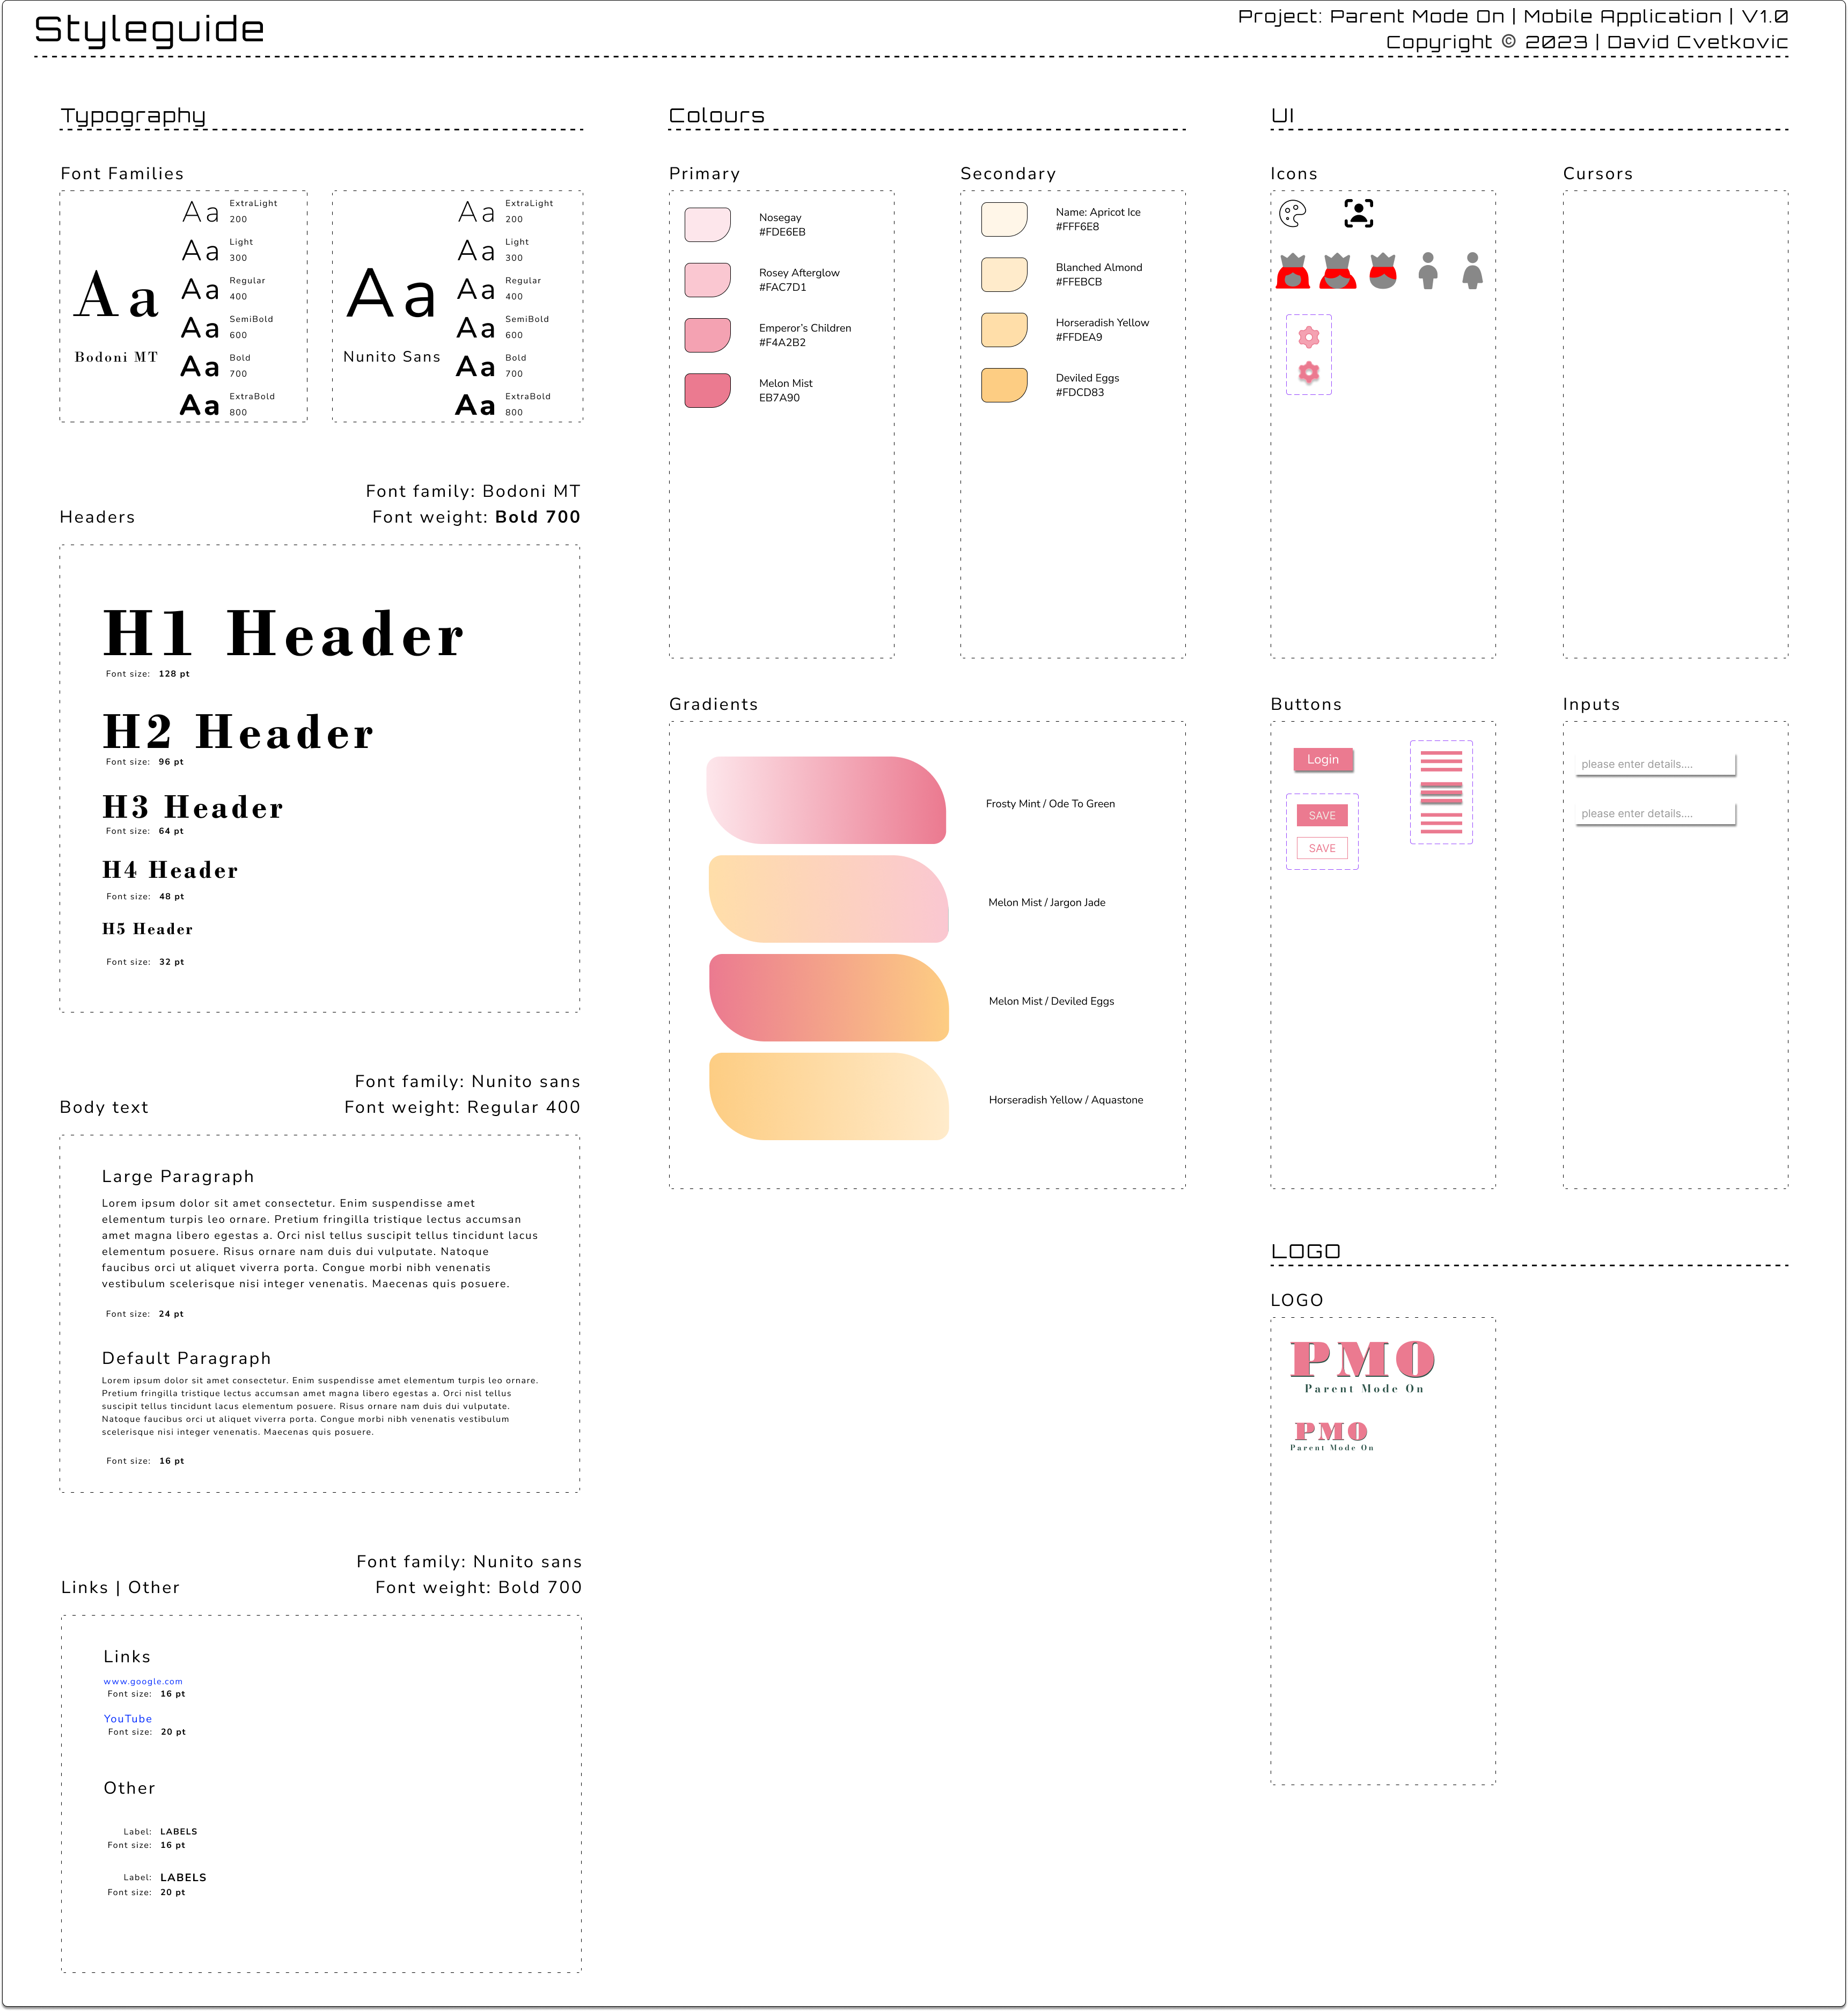 Styleguide
Project: Parent Mode On | Mobile Application | V1.0
Copyright © 2023 | David Cvetkovic
Typography
Font Families
Aa
Bodoni MT
Aa
ExtraLight
200
Aa
Light
300
Aa
Regular
400
Aa
SemiBold
600
Aa
Bold
700
Aa
ExtraBold
800
Aa
Nunito Sans
Aa
ExtraLight
200
Aa
Light
300
Aa
Regular
400
Aa
SemiBold
600
Aa
Bold
700
Aa
ExtraBold
800
Headers
Font family: Bodoni MT
Font weight: Bold 700
H1 Header
Font size: 128 pt
H2 Header
Font size: 96 pt
H3 Header
Font size: 64 pt
H4 Header
Font size: 48 pt
H5 Header
Font size: 32 pt
Body text
Font family: Nunito sans
Font weight: Regular 400
Large Paragraph
Lorem ipsum dolor sit amet consectetur. Enim suspendisse amet
elementum turpis leo ornare. Pretium fringilla tristique lectus accumsan
amet magna libero egestas a. Orci nisl tellus suscipit tellus tincidunt lacus
elementum posuere. Risus ornare nam duis dui vulputate. Natoque
faucibus orci ut aliquet viverra porta. Congue morbi nibh venenatis
vestibulum scelerisque nisi integer venenatis. Maecenas quis posuere.
Font size: 24 pt
Default Paragraph
Lorem ipsum dolor sit amet consectetur. Enim suspendisse amet elementum turpis leo ornare.
Pretium fringilla tristique lectus accumsan amet magna libero egestas a. Orci nisl tellus
suscipit tellus tincidunt lacus elementum posuere. Risus ornare nam duis dui vulputate.
Natoque faucibus orci ut aliquet viverra porta. Congue morbi nibh venenatis vestibulum
scelerisque nisi integer venenatis. Maecenas quis posuere.
Font size: 16 pt
Links | Other
Font family: Nunito sans
Font weight: Bold 700
Links
www.google.com
Font size: 16 pt
YouTube
Font size: 20 pt
Other
Label: LABELS
Font size: 16 pt
Label: LABELS
Font size: 20 pt
Colours
Primary
Nosegay
#FDE6EB
Rosey Afterglow
#FAC7D1
Emperor's Children
#F4A2B2
Melon Mist
EB7A90
Secondary
Name: Apricot Ice
#FFF6E8
Blanched Almond
#FFEBCB
Horseradish Yellow
#FFDEA9
Deviled Eggs
#FDCD83
Gradients
Frosty Mint / Ode To Green
Melon Mist / Jargon Jade
Melon Mist / Deviled Eggs
Horseradish Yellow / Aquastone
UI
Icons
Cursors
Buttons
Login
SAVE
SAVE
Inputs
please enter details....
please enter details....
LOGO
LOGO
PMO
Parent Mode On
PMO
Parent Mode On